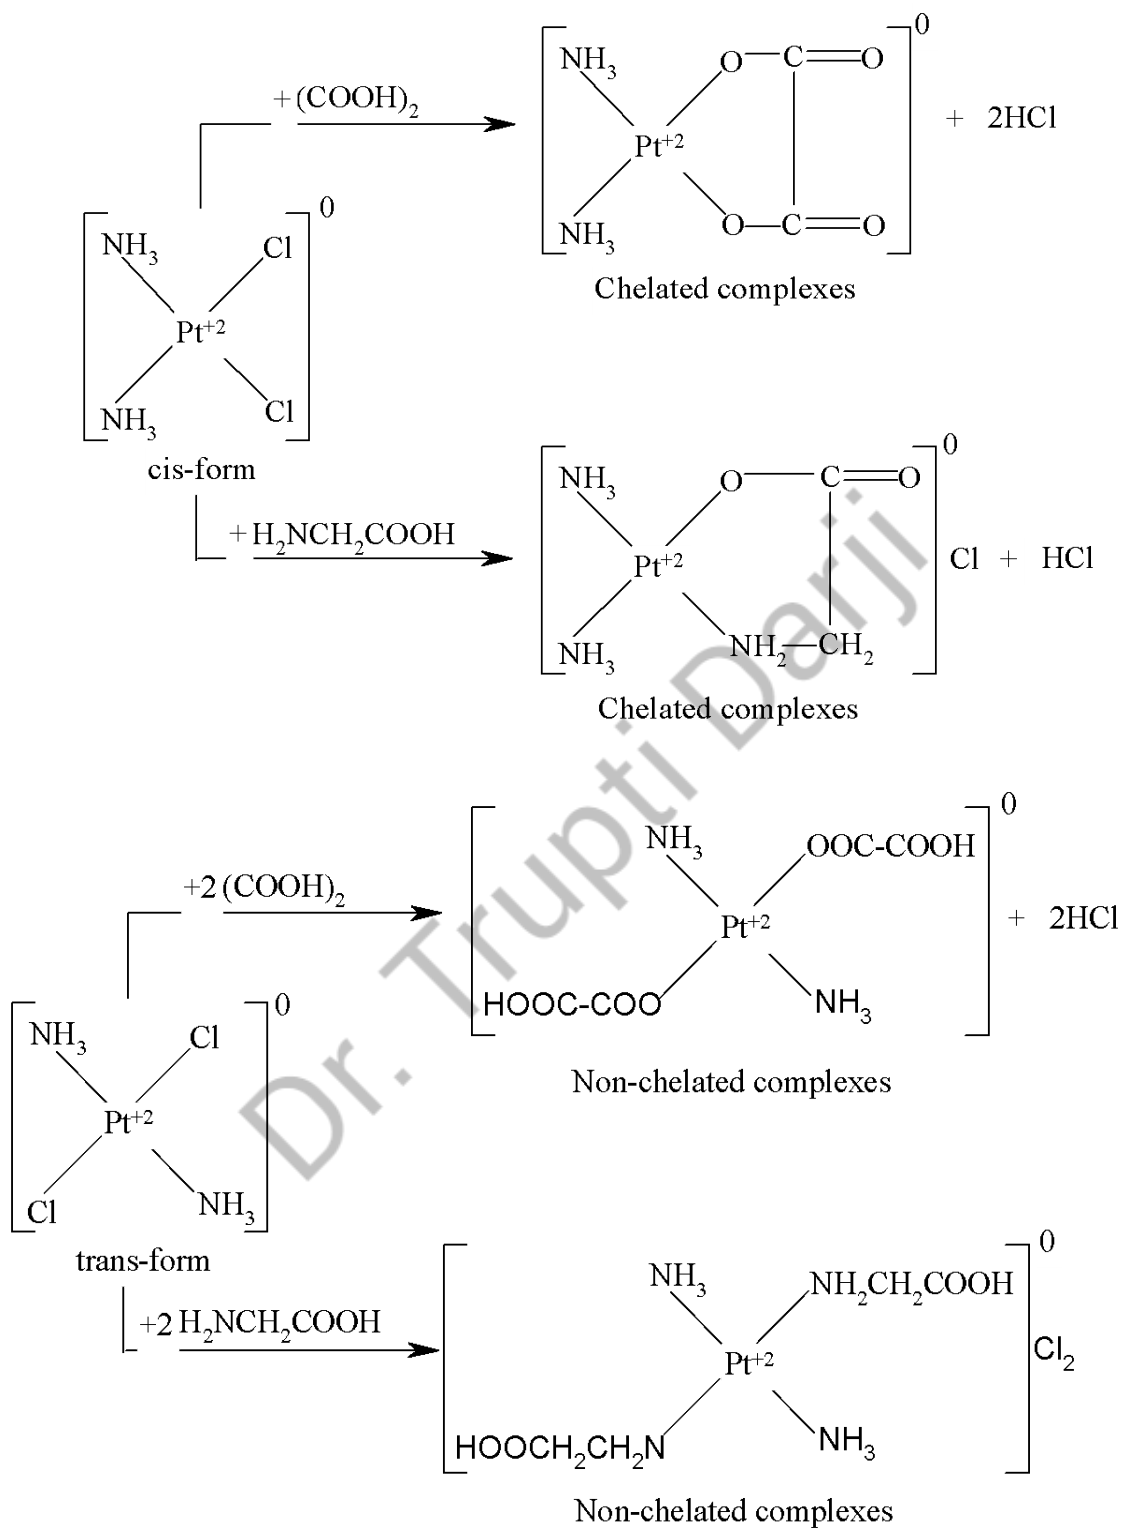 +(COOH)2
[ NH3 NH3 Pt+2 O C O O C O ]0 + 2HCl
Chelated complexes
[ NH3 NH3 Pt+2 Cl Cl ]0
cis-form
+H2NCH2COOH
[ NH3 NH3 Pt+2 O C O NH2 CH2 ]0 Cl + HCl
Chelated complexes
+2 (COOH)2
[ NH3 OOC-COOH Pt+2 HOOC-COO NH3 ]0 + 2HCl
Non-chelated complexes
[ NH3 Cl Pt+2 Cl NH3 ]0
trans-form
+2 H2NCH2COOH
[ NH3 NH2CH2COOH Pt+2 HOOCH2CH2N NH3 ]0 Cl2
Non-chelated complexes
Dr. Trupti Darji